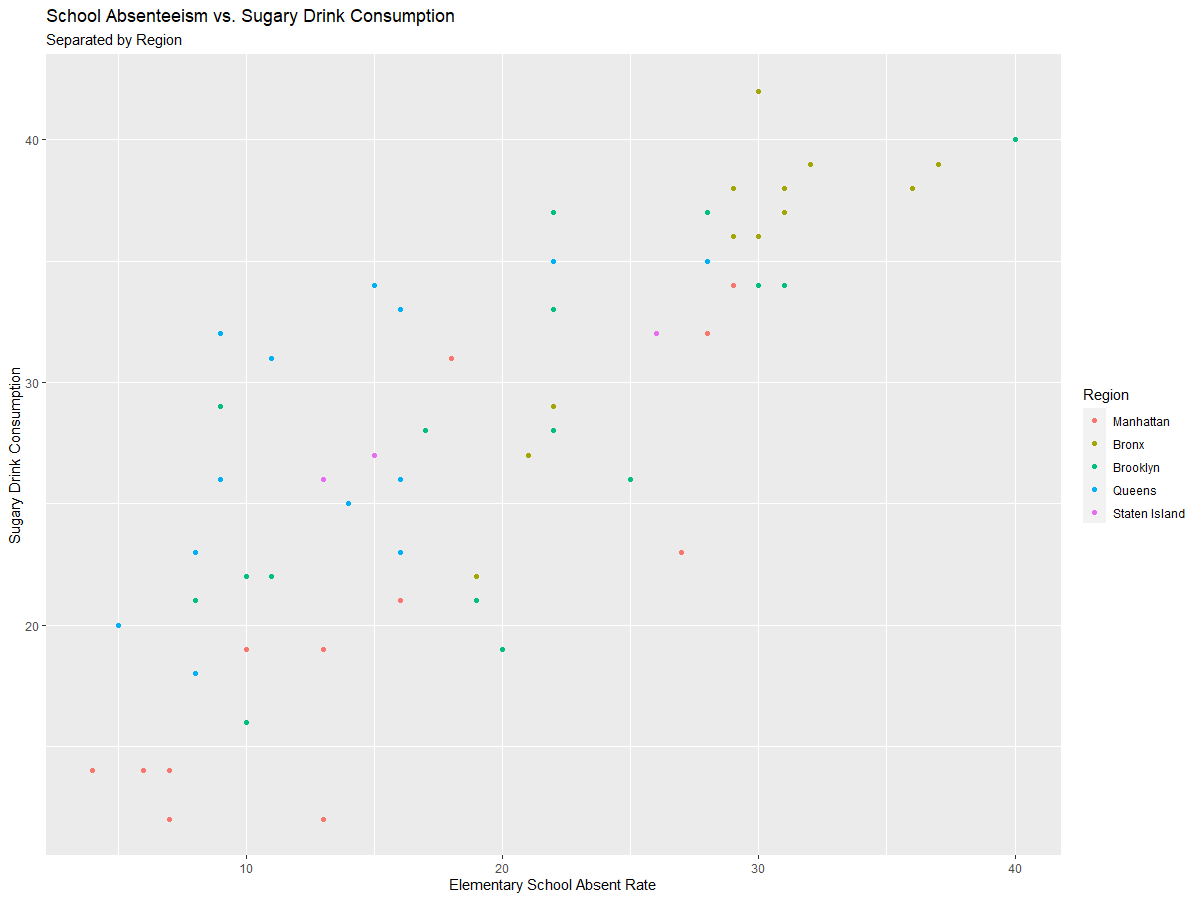 School Absenteeism vs. Sugary Drink Consumption
Separated by Region
40
30
20
Sugary Drink Consumption
10
20
30
40
Elementary School Absent Rate
Region
Manhattan
Bronx
Brooklyn
Queens
Staten Island